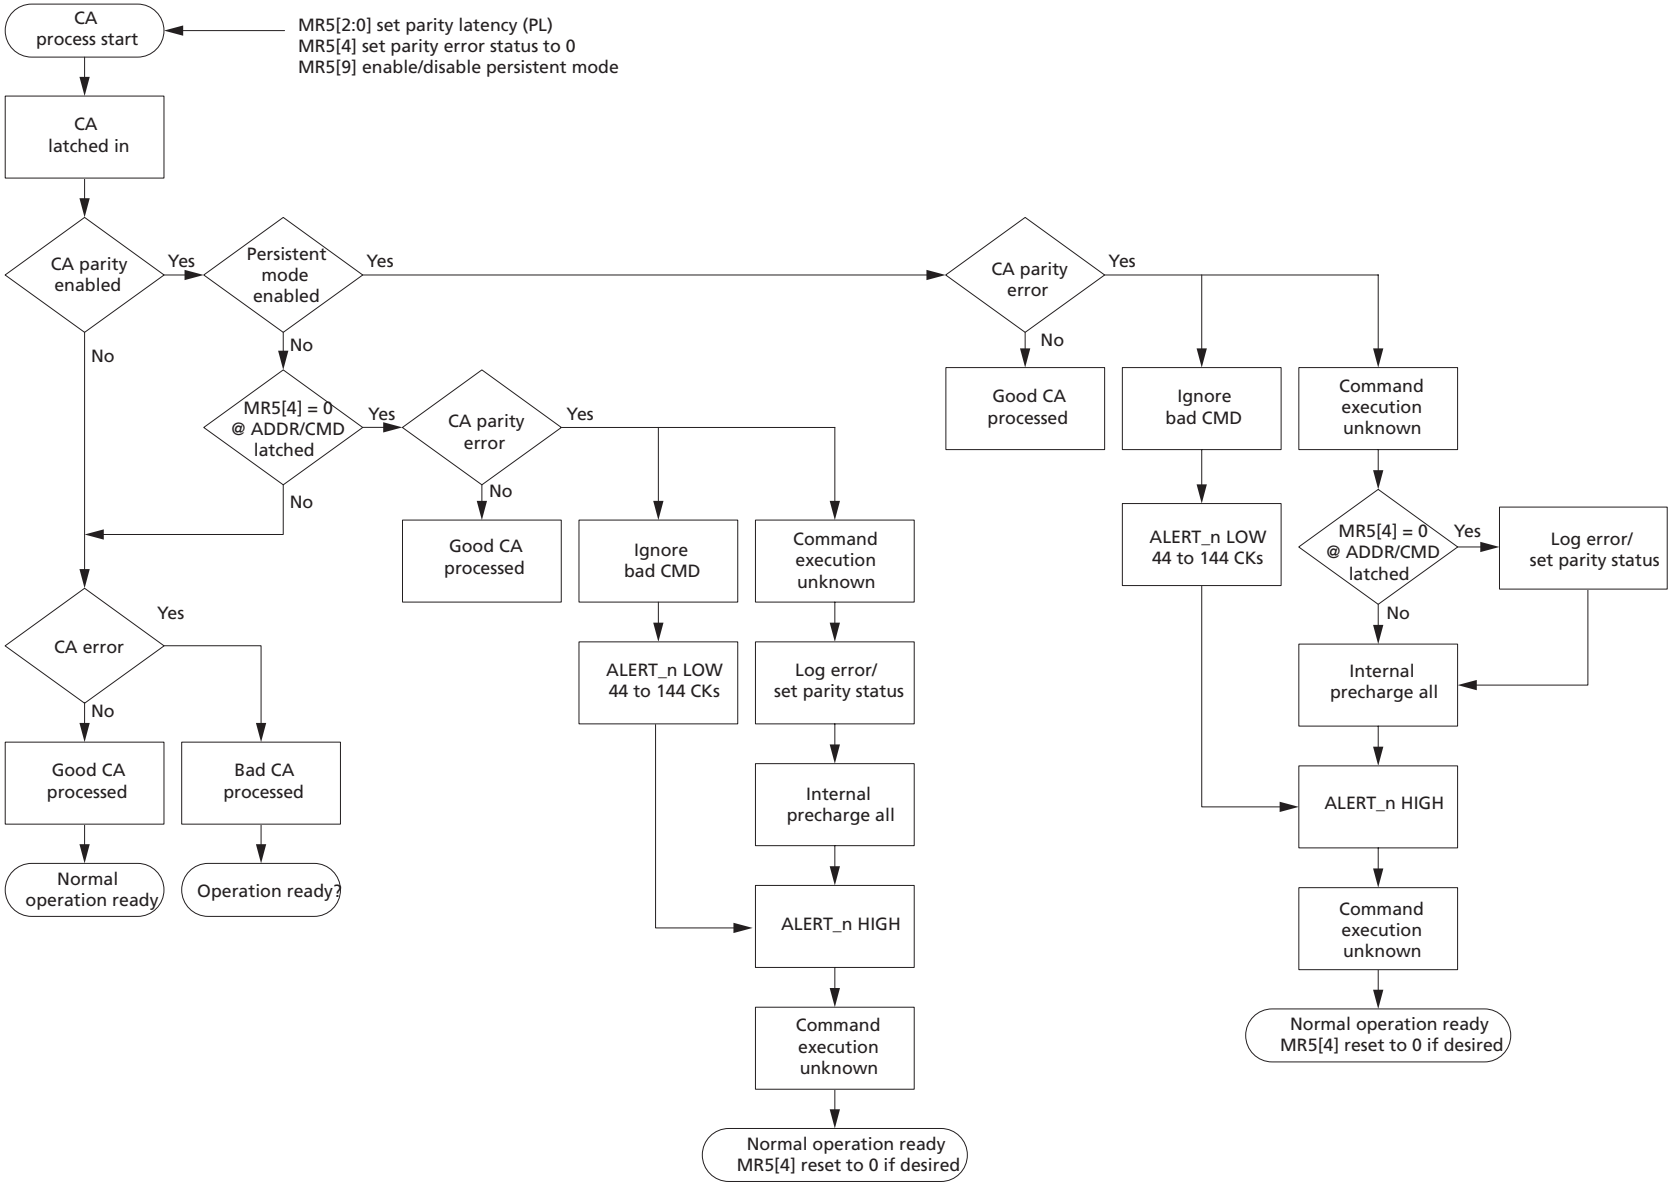 CA
process start
MR5[2:0] set parity latency (PL)
MR5[4] set parity error status to 0
MR5[9] enable/disable persistent mode
CA
latched in
CA parity
enabled
Yes
No
Persistent
mode
enabled
Yes
No
CA parity
error
Yes
No
Good CA
processed
Ignore
bad CMD
Command
execution
unknown
MR5[4] = 0
@ ADDR/CMD
latched
Yes
No
CA parity
error
Yes
No
Good CA
processed
Ignore
bad CMD
Command
execution
unknown
ALERT_n LOW
44 to 144 CKs
MR5[4] = 0
@ ADDR/CMD
latched
Yes
No
Log error/
set parity status
CA error
Yes
No
ALERT_n LOW
44 to 144 CKs
Log error/
set parity status
Internal
precharge all
Good CA
processed
Bad CA
processed
Internal
precharge all
ALERT_n HIGH
Normal
operation ready
Operation ready?
ALERT_n HIGH
Command
execution
unknown
Command
execution
unknown
Normal operation ready
MR5[4] reset to 0 if desired
Normal operation ready
MR5[4] reset to 0 if desired